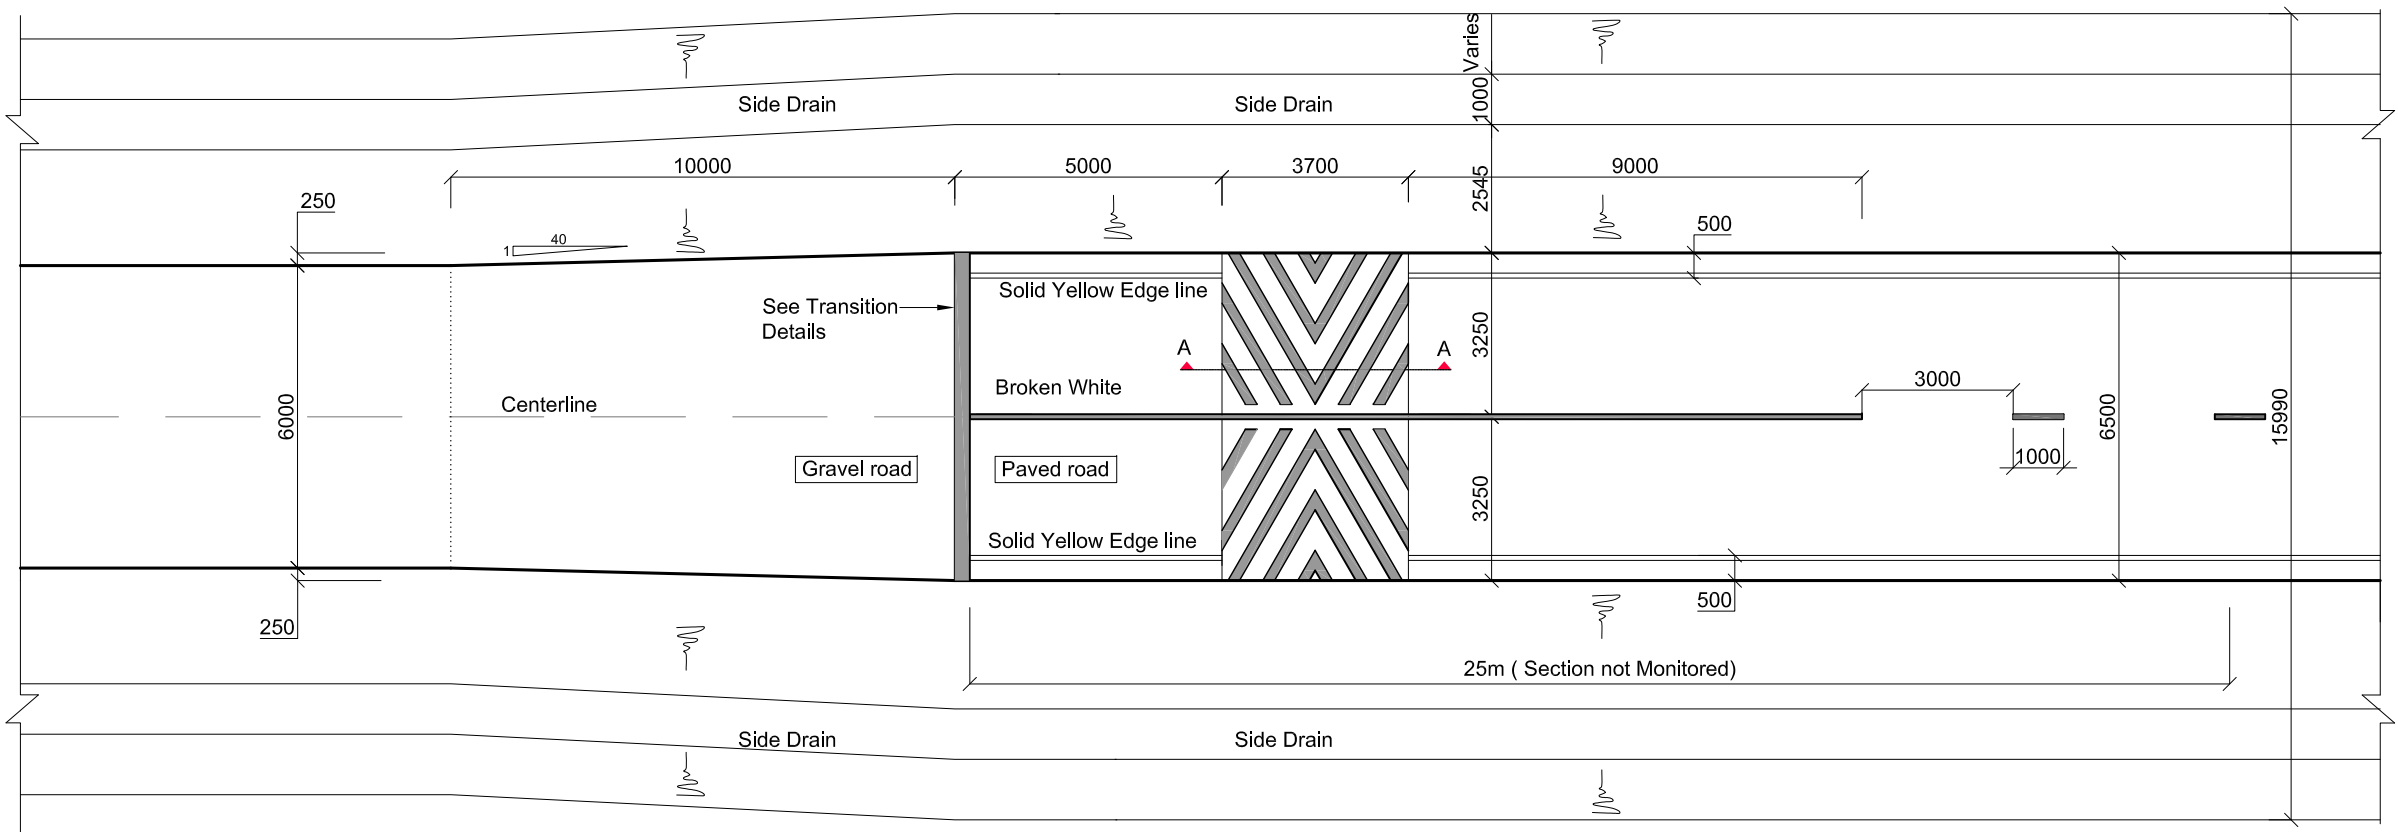 Varies
Side Drain
Side Drain
1000
10000
5000
3700
9000
2545
250
500
40
1
Solid Yellow Edge line
See Transition
Details
3250
A
A
3000
Broken White
Centerline
6000
6500
15990
Gravel road
Paved road
1000
3250
Solid Yellow Edge line
500
250
25m ( Section not Monitored)
Side Drain
Side Drain